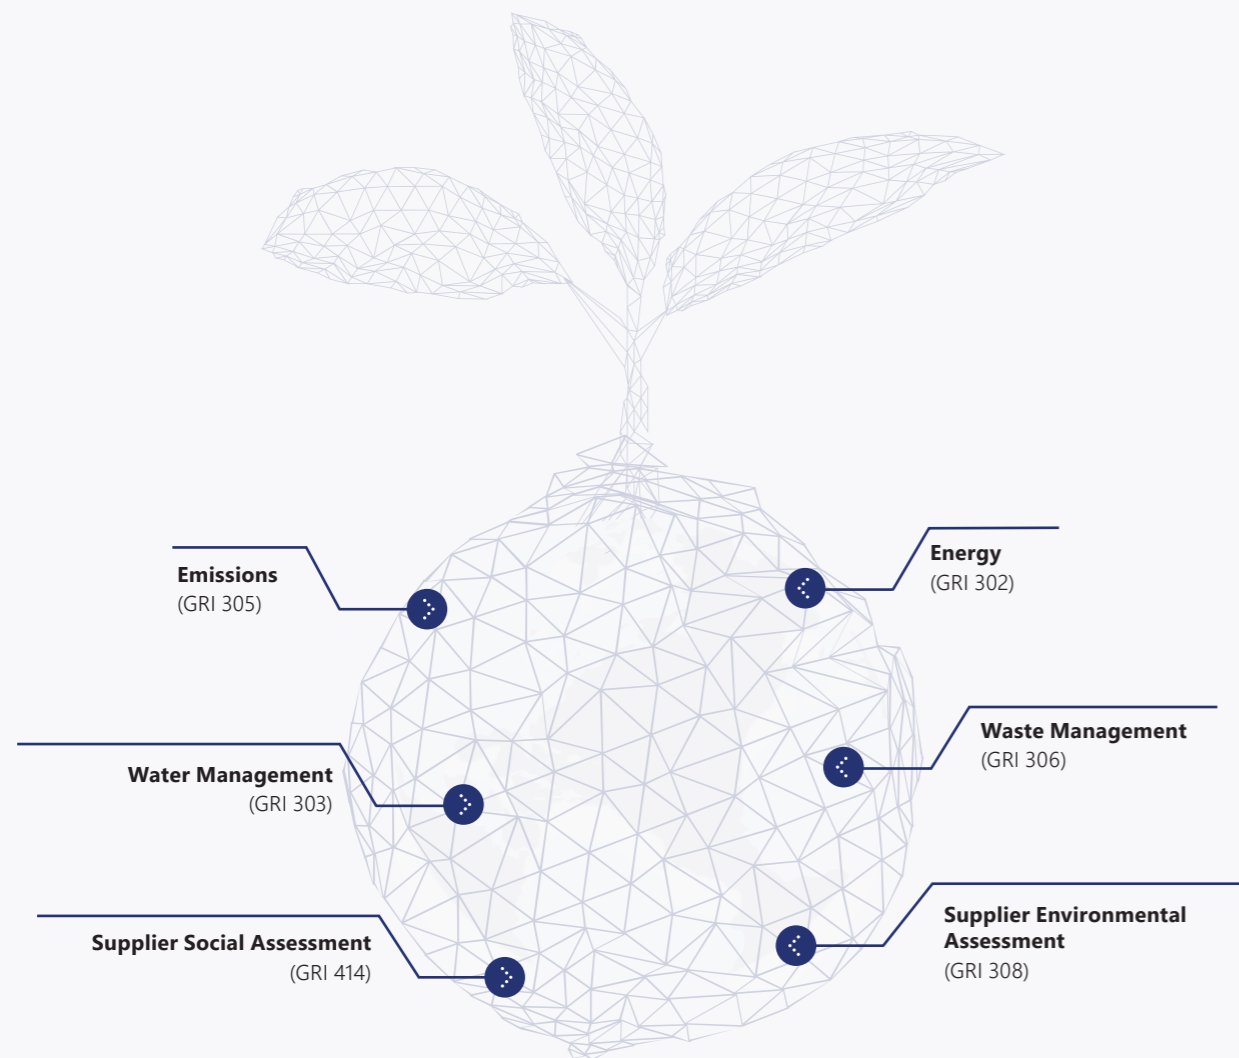 Emissions
(GRI 305)
Energy
(GRI 302)
Water Management
(GRI 303)
Waste Management
(GRI 306)
Supplier Social Assessment
(GRI 414)
Supplier Environmental
Assessment
(GRI 308)